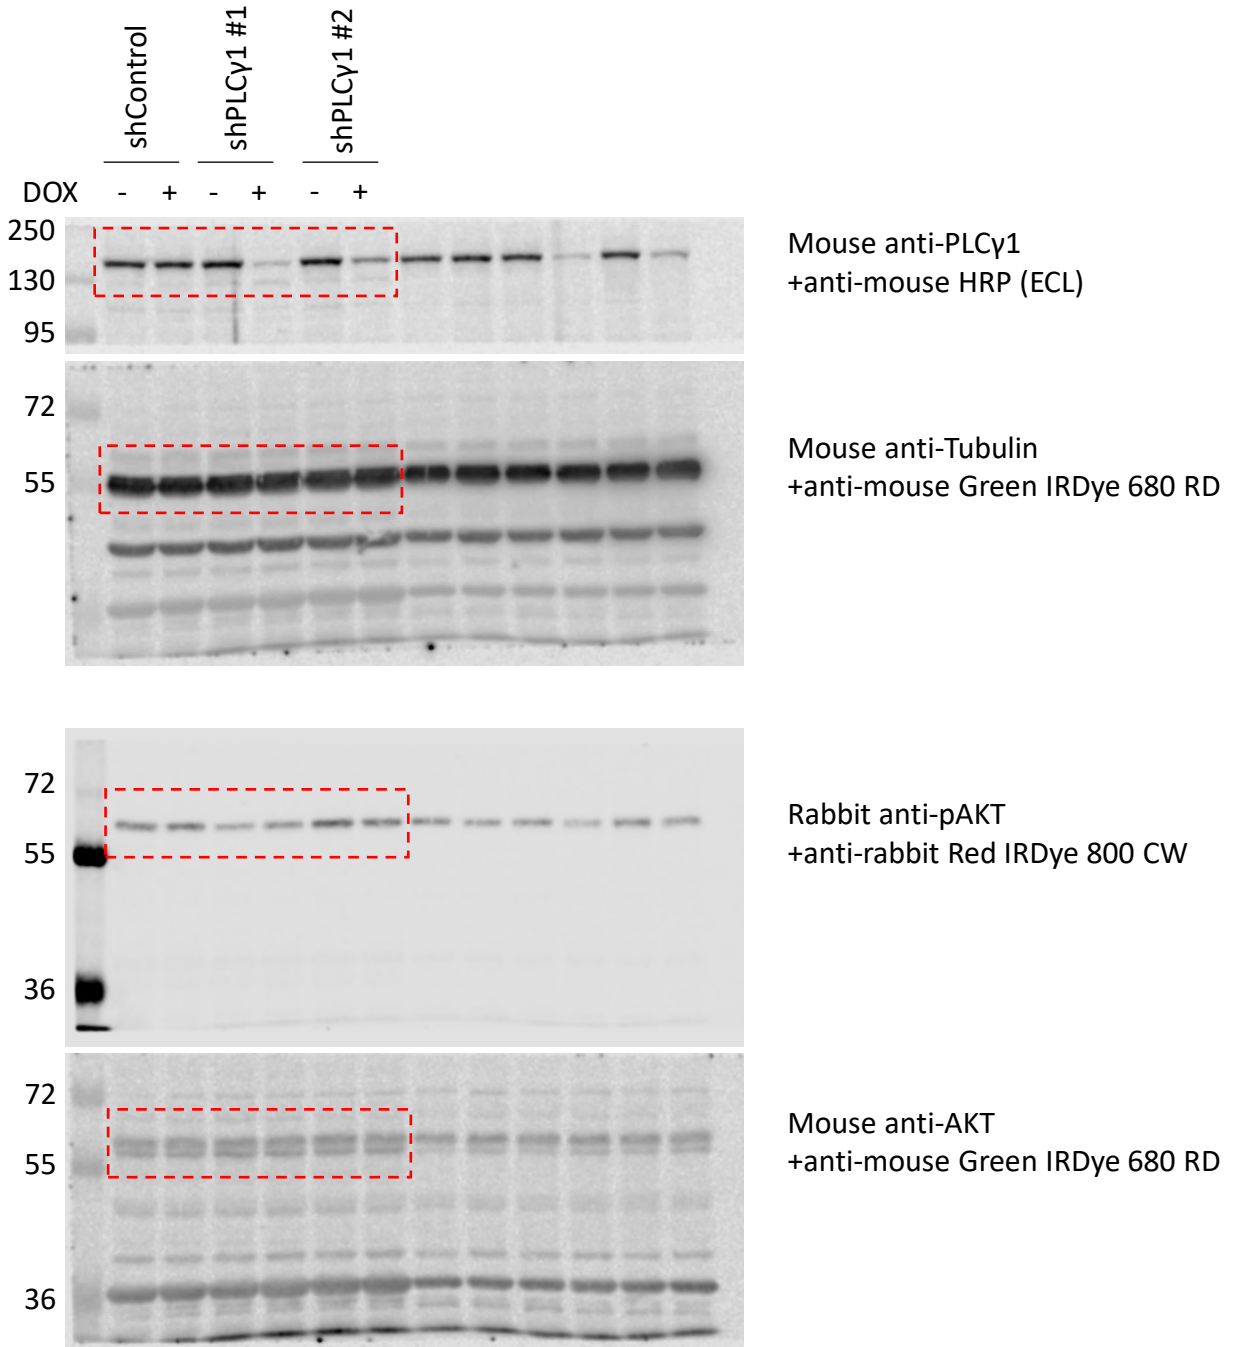 shControl
shPLCγ1 #1
shPLCγ1 #2
DOX - + - + - +
250
130
95
Mouse anti-PLCγ1
+anti-mouse HRP (ECL)
72
55
Mouse anti-Tubulin
+anti-mouse Green IRDye 680 RD
72
55
36
Rabbit anti-pAKT
+anti-rabbit Red IRDye 800 CW
72
55
36
Mouse anti-AKT
+anti-mouse Green IRDye 680 RD